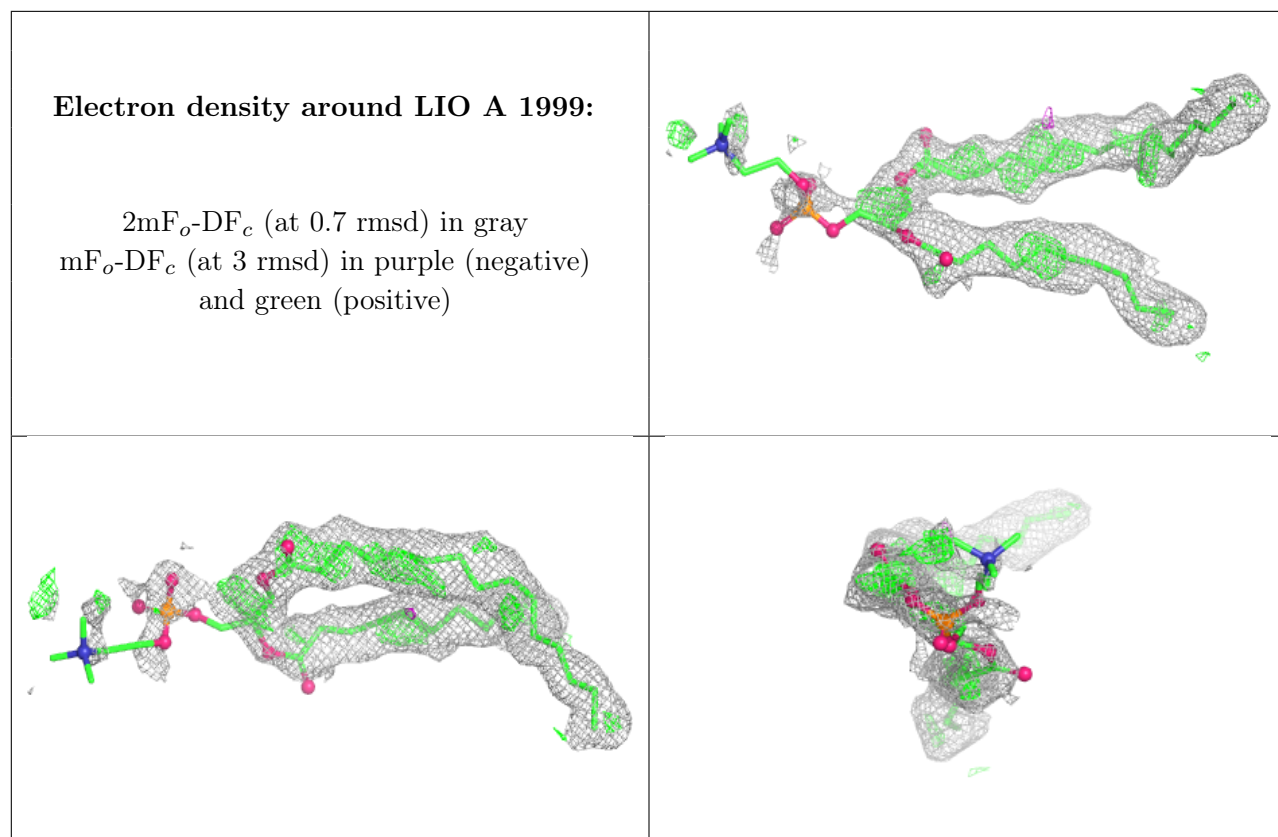 Electron density around LIO A 1999:
2mFₒ-DF𝒸 (at 0.7 rmsd) in gray
mFₒ-DF𝒸 (at 3 rmsd) in purple (negative)
and green (positive)